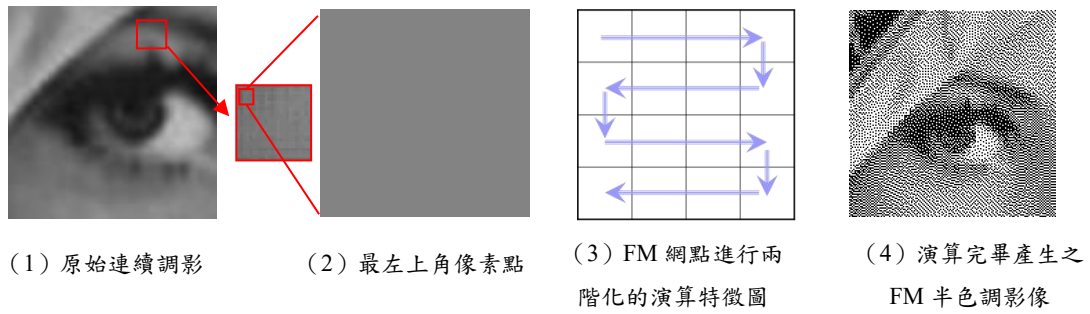 （1）原始連續調影
（2）最左上角像素點
（3）FM 網點進行兩
階化的演算特徵圖
（4）演算完畢產生之
FM 半色調影像